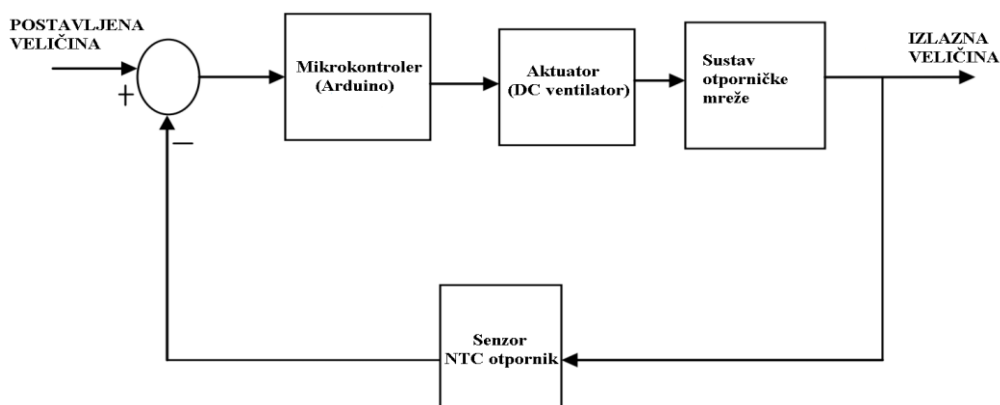 POSTAVLJENA
VELIČINA
+
−
Mikrokontroler
(Arduino)
Aktuator
(DC ventilator)
Sustav
otporničke
mreže
IZLAZNA
VELIČINA
Senzor
NTC otpornik